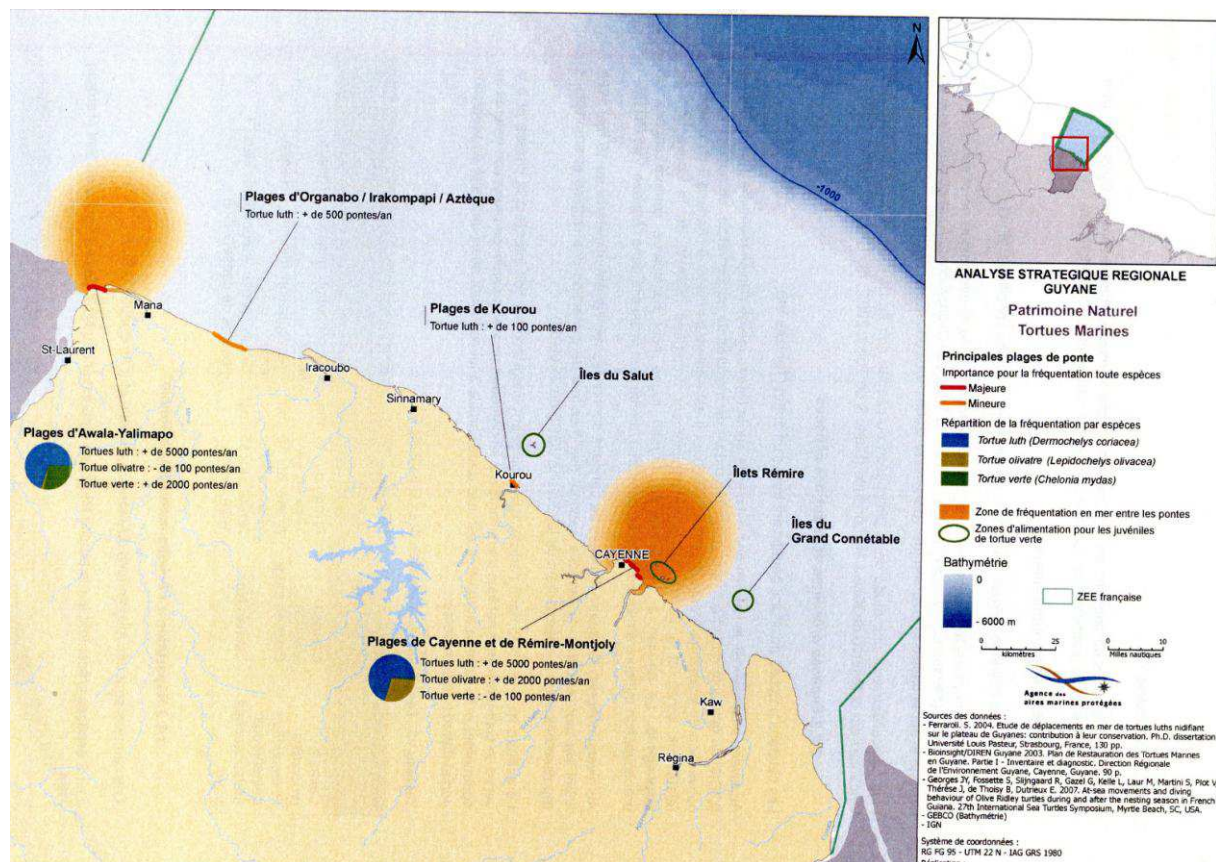 N
-1000
Plages d'Organabo / Irakompapi / Aztèque
Tortue luth : + de 500 pontes/an
Mana
St-Laurent
Plages de Kourou
Tortue luth : + de 100 pontes/an
Iracoubo
Sinnamary
Îles du Salut
Plages d'Awala-Yalimapo
Tortues luth : + de 5000 pontes/an
Tortue olivatre : - de 100 pontes/an
Tortue verte : + de 2000 pontes/an
Kourou
Îlets Rémire
Îles du
Grand Connétable
CAYENNE
Plages de Cayenne et de Rémire-Montjoly
Tortues luth : + de 5000 pontes/an
Tortue olivatre : + de 2000 pontes/an
Tortue verte : - de 100 pontes/an
Kaw
Régina
ANALYSE STRATEGIQUE REGIONALE
GUYANE
Patrimoine Naturel
Tortues Marines
Principales plages de ponte
Importance pour la fréquentation toute espèces
Majeure
Mineure
Répartition de la fréquentation par espèces
Tortue luth (Dermochelys coriacea)
Tortue olivatre (Lepidochelys olivacea)
Tortue verte (Chelonia mydas)
Zone de fréquentation en mer entre les pontes
Zones d'alimentation pour les juvéniles
de tortue verte
Bathymétrie
0
- 6000 m
ZEE française
0 25
kilomètres
0 10
Milles nautiques
Agence des
aires marines protégées
Sources des données :
- Ferraroli. S. 2004. Etude de déplacements en mer de tortues luths nidifiant
sur le plateau de Guyanes: contribution à leur conservation. Ph.D. dissertation
Université Louis Pasteur, Strasbourg, France, 130 pp.
- Bioinsight/DIREN Guyane 2003. Plan de Restauration des Tortues Marines
en Guyane. Partie I - Inventaire et diagnostic. Direction Régionale
de l'Environnement Guyane, Cayenne, Guyane. 90 p.
- Georges JY, Fossette S, Slijngaard R, Gazel G, Kelle L, Laur M, Martini S, Plot V
Thérèse J, de Thoisy B, Dutrieux E. 2007. At-sea movements and diving
behaviour of Olive Ridley turtles during and after the nesting season in French
Guiana. 27th International Sea Turtles Symposium, Myrtle Beach, SC, USA.
- GEBCO (Bathymétrie)
- IGN
Système de coordonnées :
RG FG 95 - UTM 22 N - IAG GRS 1980